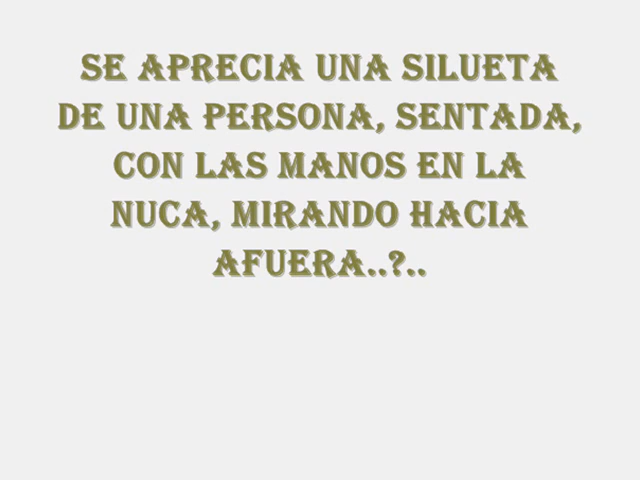 SE APRECIA UNA SILUETA
DE UNA PERSONA, SENTADA,
CON LAS MANOS EN LA
NUCA, MIRANDO HACIA
AFUERA..?..